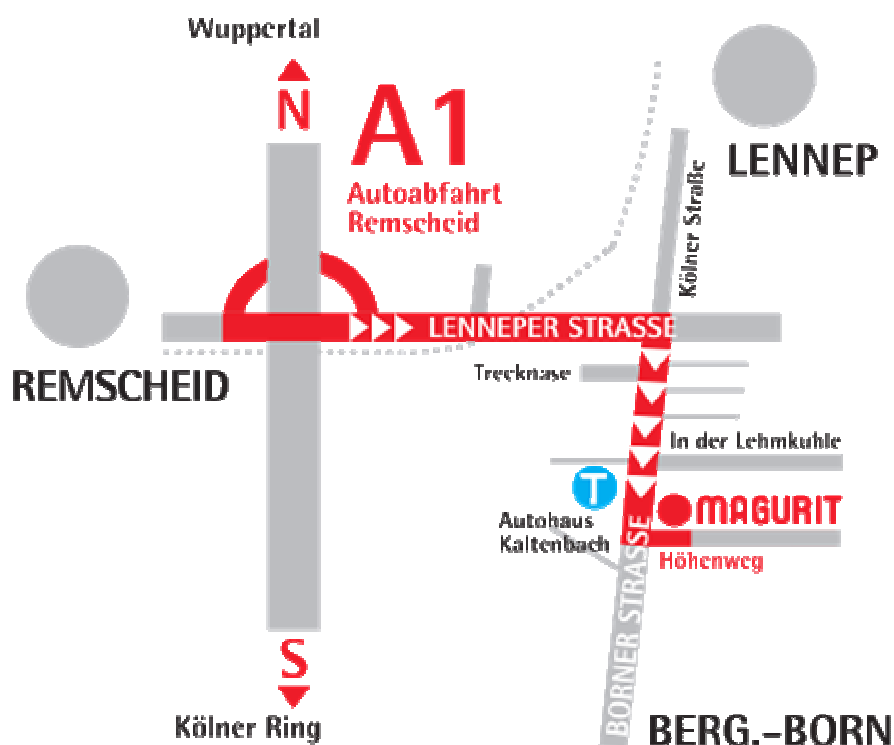 Wuppertal
N
A1
Autoabfahrt
Remscheid
LENNEP
Kölner Straße
LENNEPER STRASSE
REMSCHEID
Trecknase
In der Lehmkuhle
T
MAGURIT
Autohaus
Kaltenbach
Höhenweg
BORNER STRASSE
S
Kölner Ring
BERG.-BORN